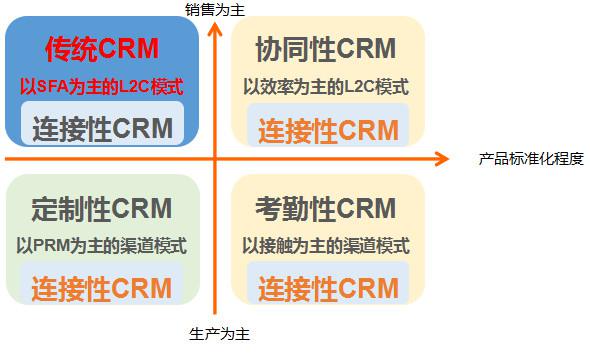 销售为主
传统CRM
以SFA为主的L2C模式
连接性CRM
协同性CRM
以效率为主的L2C模式
连接性CRM
产品标准化程度
定制性CRM
以PRM为主的渠道模式
连接性CRM
考勤性CRM
以接触为主的渠道模式
连接性CRM
生产为主